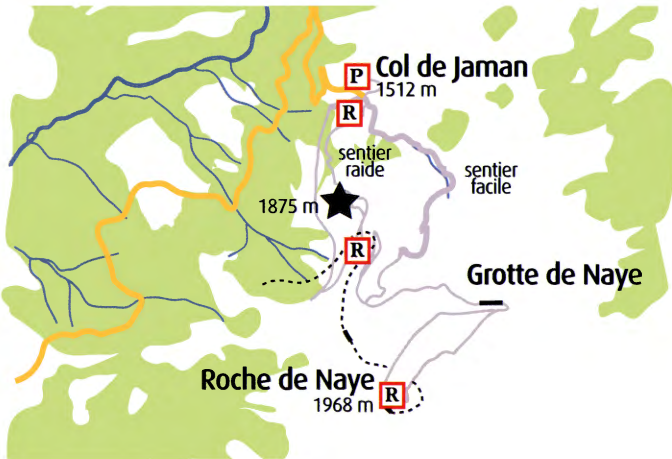 P
Col de Jaman
1512 m
R
sentier
raide
sentier
facile
1875 m
R
Grotte de Naye
Roche de Naye
1968 m
R